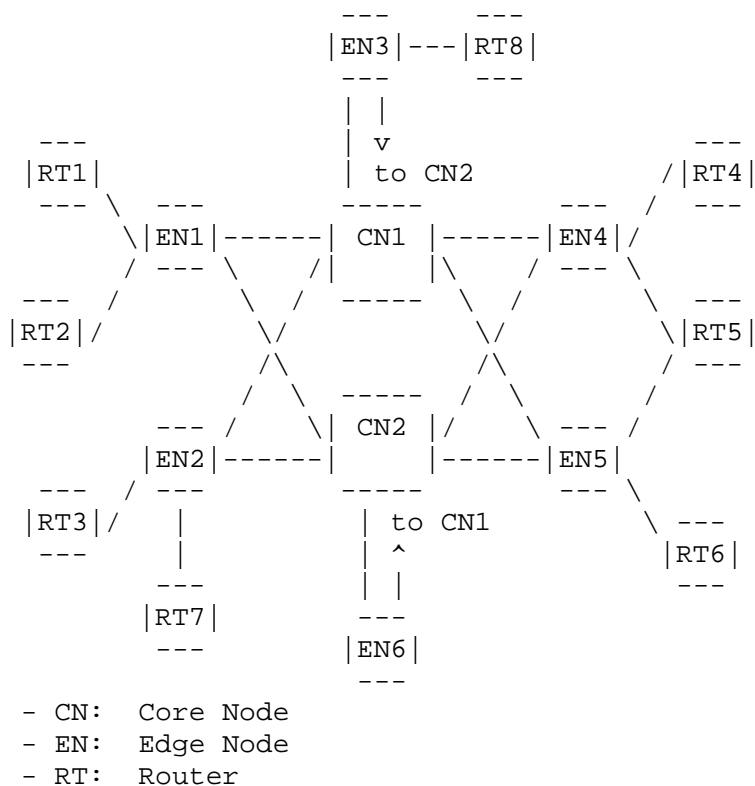 EN3 RT8
RT1 to CN2 RT4
EN1 CN1 EN4
RT2 RT5
CN2
EN2 EN5
RT3 to CN1
RT6
RT7
EN6
- CN: Core Node
- EN: Edge Node
- RT: Router